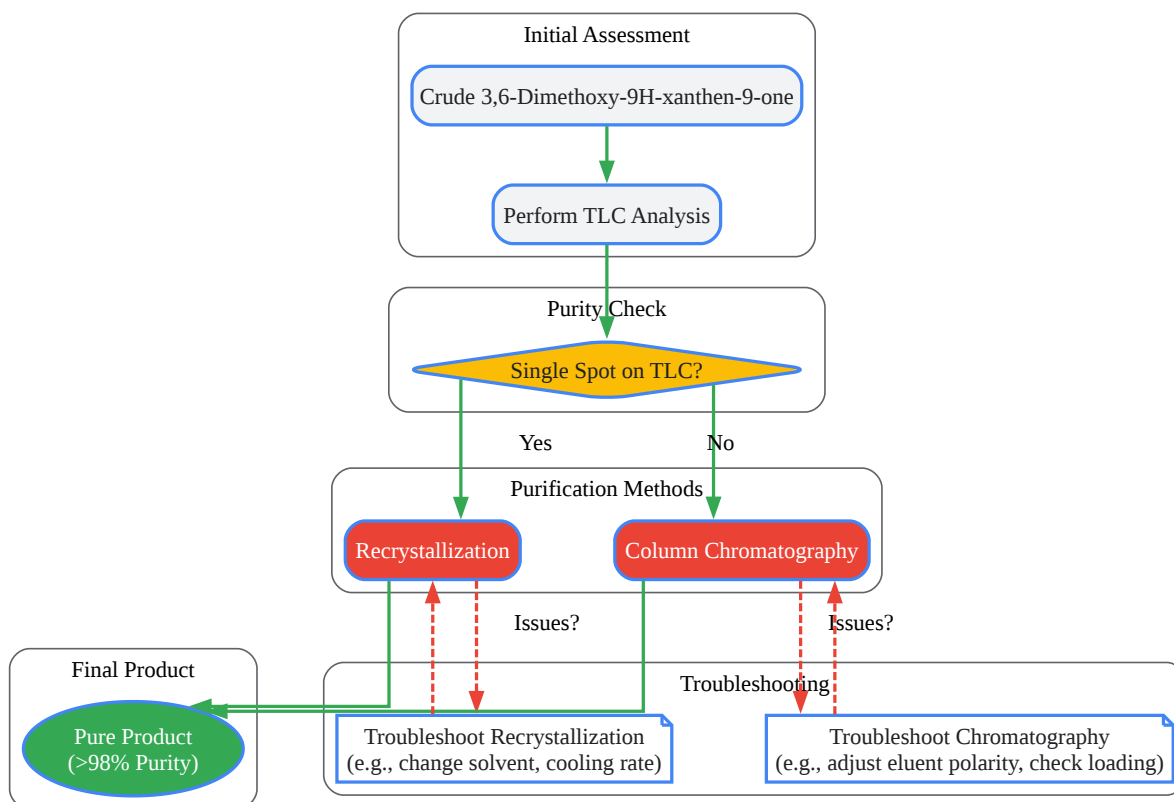 Initial Assessment
Crude 3,6-Dimethoxy-9H-xanthen-9-one
Perform TLC Analysis
Purity Check
Single Spot on TLC?
Yes
No
Purification Methods
Recrystallization
Column Chromatography
Issues?
Issues?
Final Product
Pure Product
(>98% Purity)
Troubleshooting
Troubleshoot Recrystallization
(e.g., change solvent, cooling rate)
Troubleshoot Chromatography
(e.g., adjust eluent polarity, check loading)